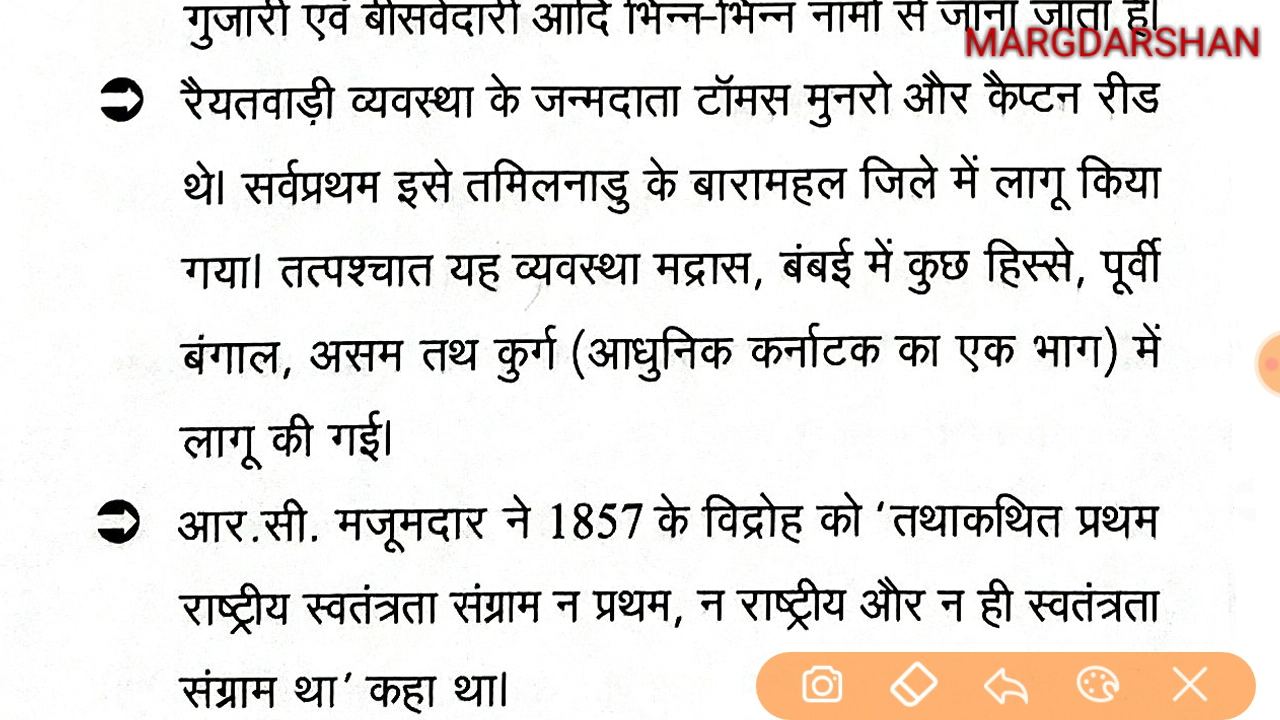 गुजारी एवं बीसवेदारी आदि भिन्न-भिन्न नामों से जाना जाता है।
MARGDARSHAN
रैयतवाड़ी व्यवस्था के जन्मदाता टॉमस मुनरो और कैप्टन रीड
थे। सर्वप्रथम इसे तमिलनाडु के बारामहल जिले में लागू किया
गया। तत्पश्चात यह व्यवस्था मद्रास, बंबई में कुछ हिस्से, पूर्वी
बंगाल, असम तथ कुर्ग (आधुनिक कर्नाटक का एक भाग) में
लागू की गई।
आर.सी. मजूमदार ने 1857 के विद्रोह को ‘तथाकथित प्रथम
राष्ट्रीय स्वतंत्रता संग्राम न प्रथम, न राष्ट्रीय और न ही स्वतंत्रता
संग्राम था’ कहा था।